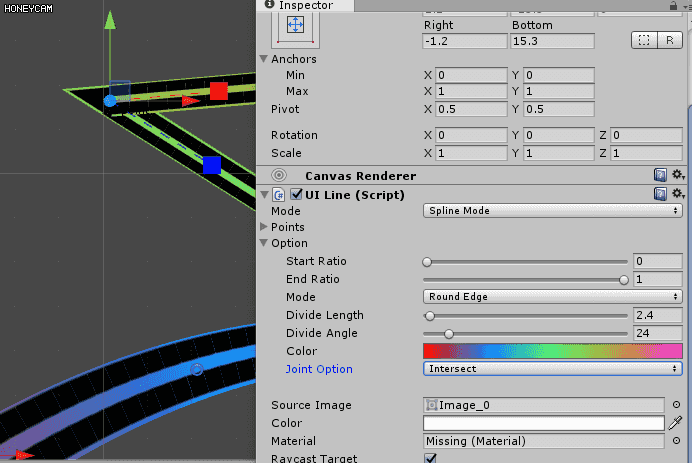 HONEYCAM
Inspector
Right Bottom
-1.2 15.3
R
Anchors
Min X 0 Y 0
Max X 1 Y 1
Pivot X 0.5 Y 0.5
Rotation X 0 Y 0 Z 0
Scale X 1 Y 1 Z 1
Canvas Renderer
UI Line (Script)
Mode Spline Mode
Points
Option
Start Ratio 0
End Ratio 1
Mode Round Edge
Divide Length 2.4
Divide Angle 24
Color
Joint Option Intersect
Source Image Image_0
Color
Material Missing (Material)
Raycast Target